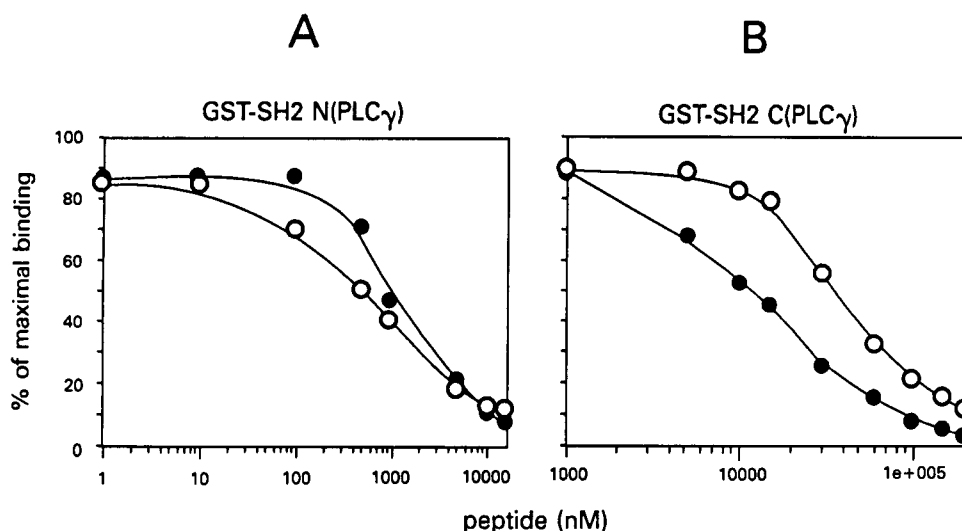 A
B
GST-SH2 N(PLCγ)
GST-SH2 C(PLCγ)
% of maximal binding
100
80
60
40
20
0
1
10
100
1000
10000
1000
10000
1e+005
peptide (nM)